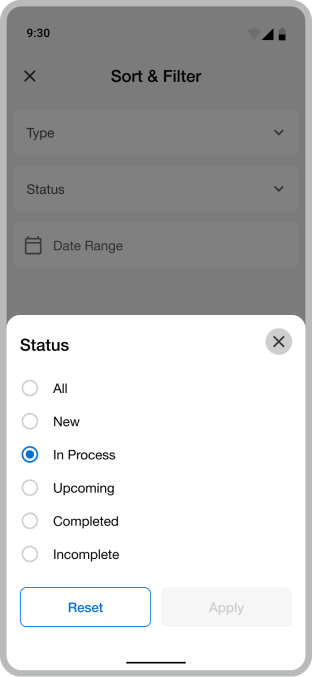 9:30
Sort & Filter
Type
Status
Date Range
Status
All
New
In Process
Upcoming
Completed
Incomplete
Reset
Apply